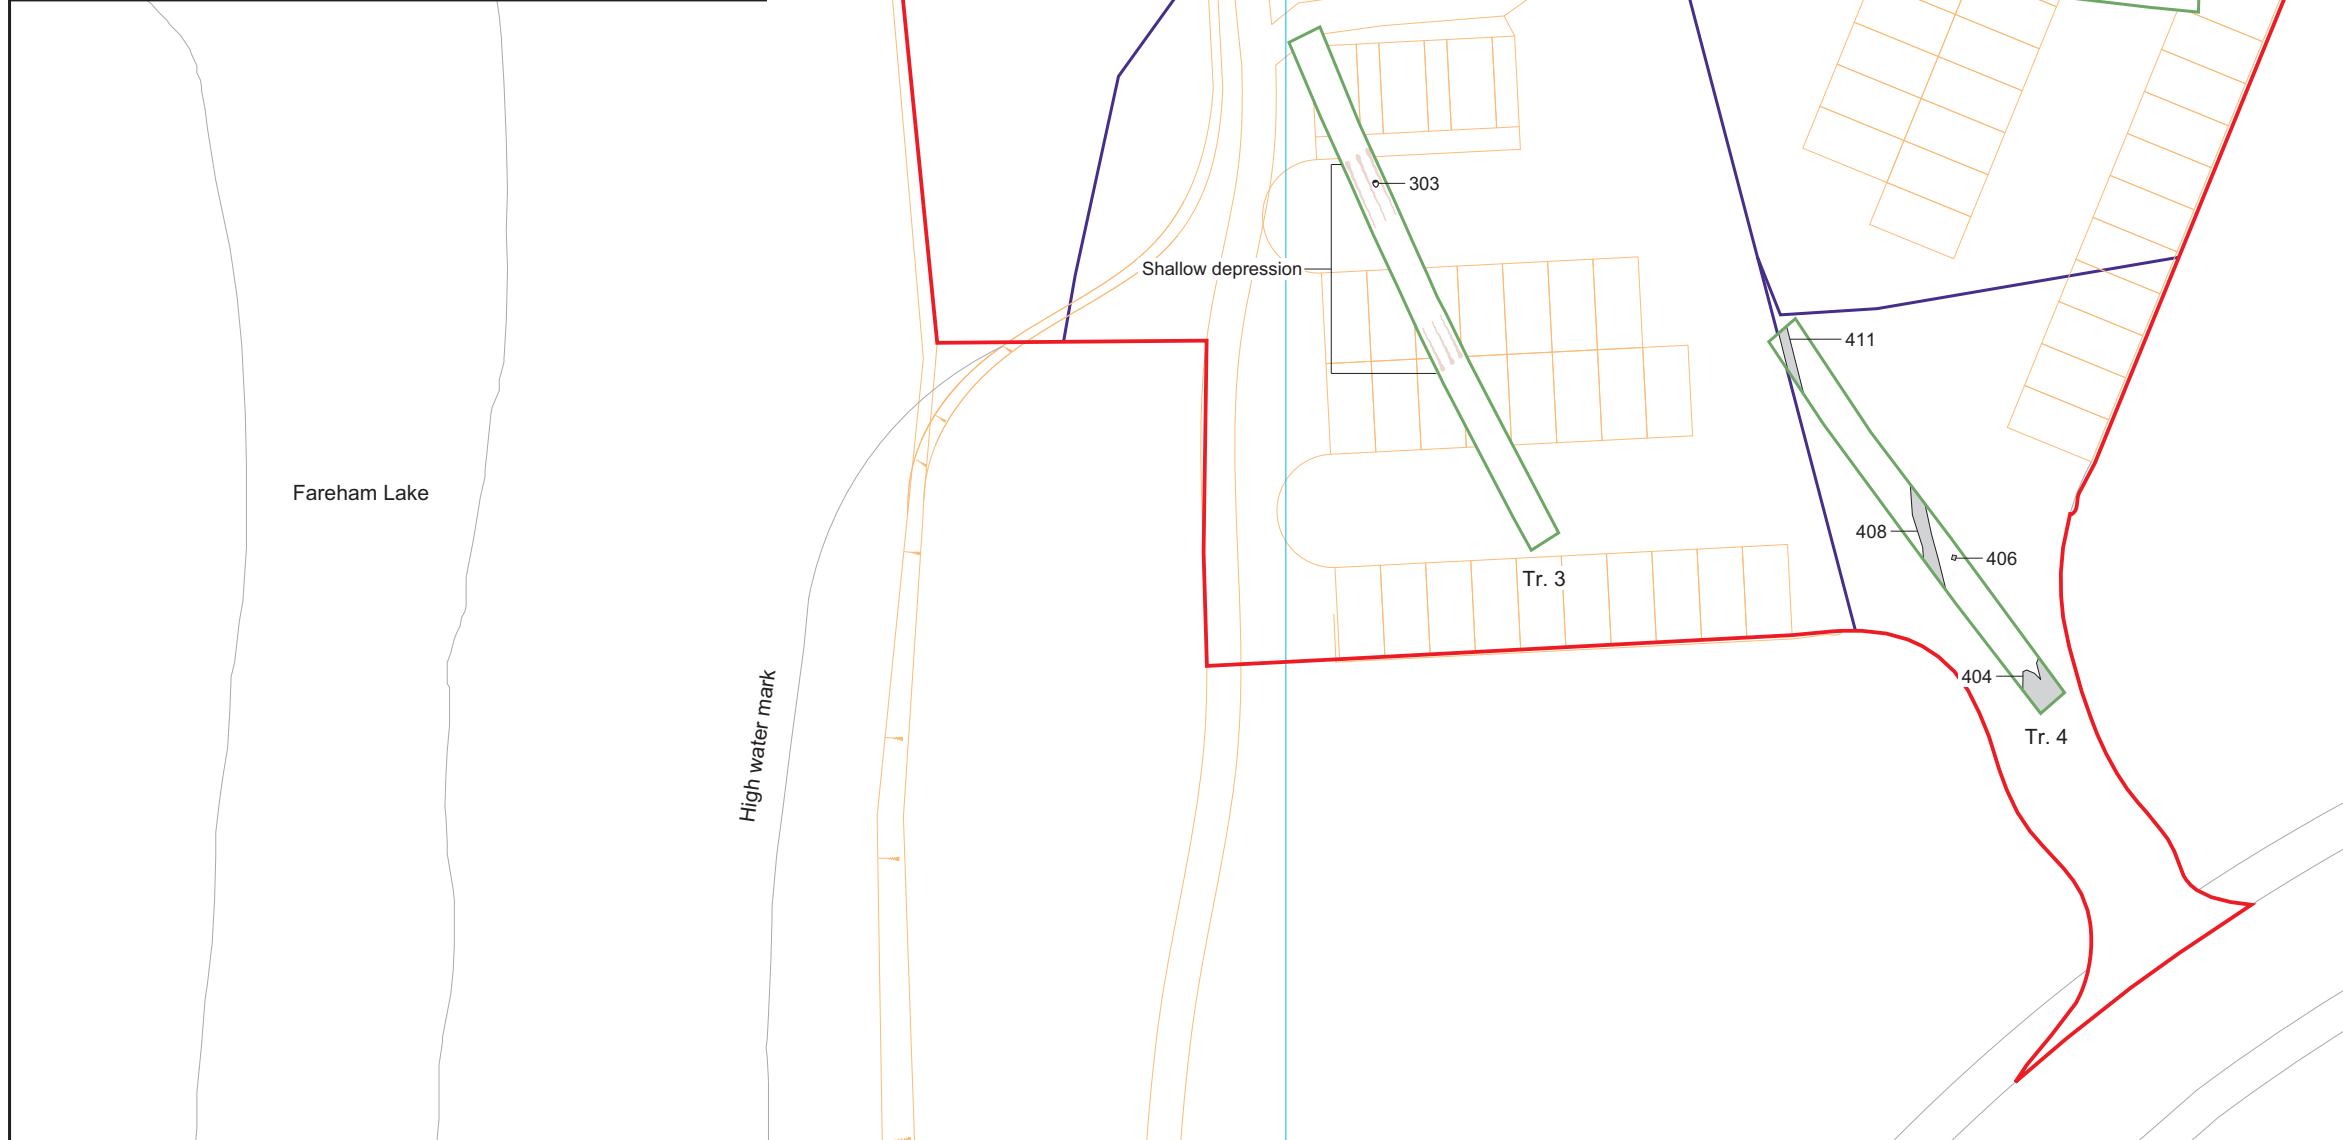 303
Shallow depression
411
Fareham Lake
408
406
Tr. 3
404
High water mark
Tr. 4